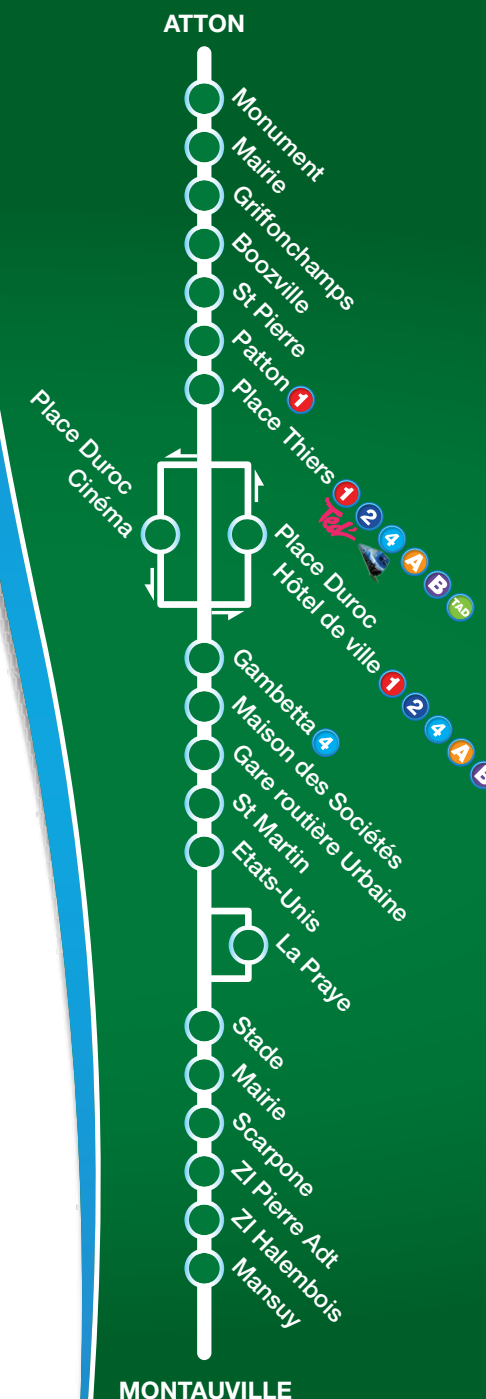 ATTON
Monument
Mairie
Griffonchamps
Boozville
St Pierre
Patton 1
Place Thiers 1 2 4 A B TAD
Ted'
Place Duroc
Cinéma
Place Duroc
Hôtel de ville 1 2 4 A B
Gambetta 4
Maison des Sociétés
Gare routière Urbaine
St Martin
Etats-Unis
La Praye
Stade
Mairie
Scarpone
ZI Pierre Adt
ZI Halembois
Mansuy
MONTAUVILLE